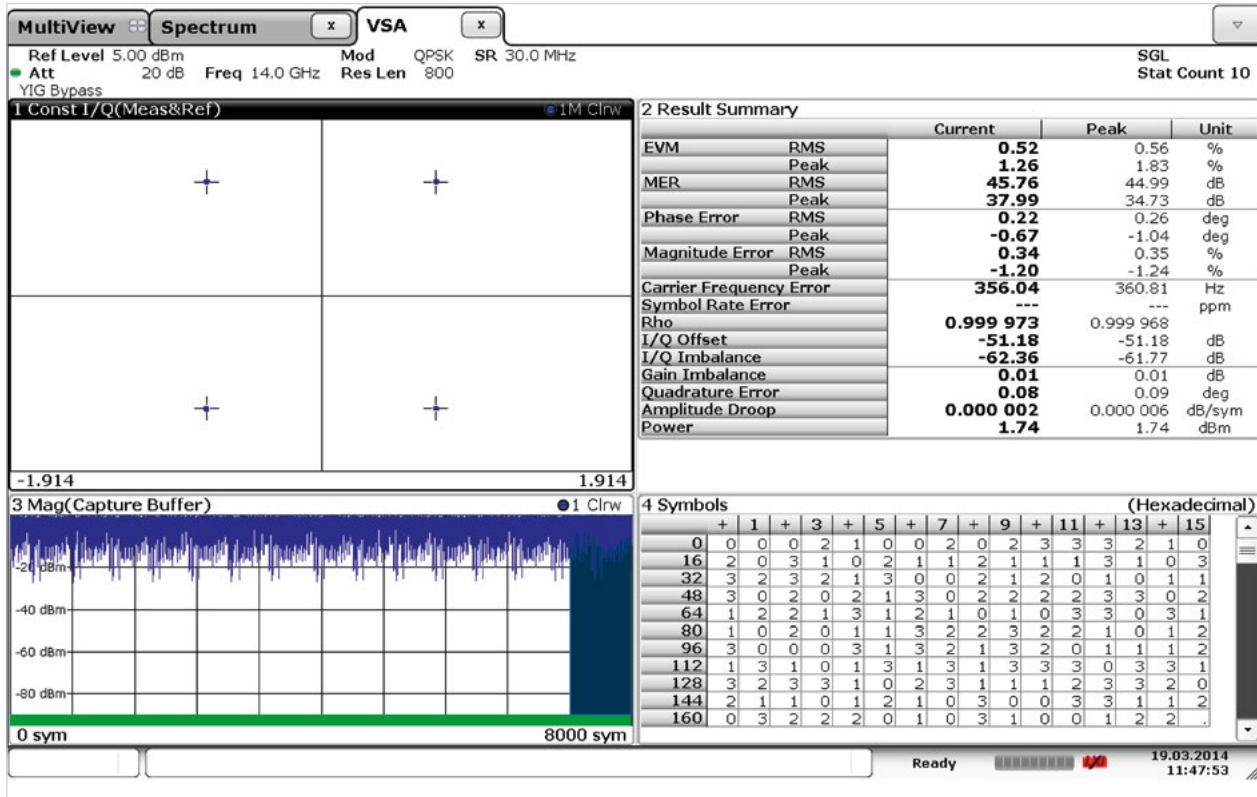 MultiView Spectrum x VSA x
Ref Level 5.00 dBm Mod QPSK SR 30.0 MHz SGL
Att 20 dB Freq 14.0 GHz Res Len 800 Stat Count 10
YIG Bypass
1 Const I/Q(Meas&Ref) 1M Clrw
-1.914 1.914
2 Result Summary
Current Peak Unit
EVM RMS 0.52 0.56 %
Peak 1.26 1.83 %
MER RMS 45.76 44.99 dB
Peak 37.99 34.73 dB
Phase Error RMS 0.22 0.26 deg
Peak -0.67 -1.04 deg
Magnitude Error RMS 0.34 0.35 %
Peak -1.20 -1.24 %
Carrier Frequency Error 356.04 360.81 Hz
Symbol Rate Error --- --- ppm
Rho 0.999 973 0.999 968
I/Q Offset -51.18 -51.18 dB
I/Q Imbalance -62.36 -61.77 dB
Gain Imbalance 0.01 0.01 dB
Quadrature Error 0.08 0.09 deg
Amplitude Droop 0.000 002 0.000 006 dB/sym
Power 1.74 1.74 dBm
3 Mag(Capture Buffer) 1 Clrw
-20 dBm
-40 dBm
-60 dBm
-80 dBm
0 sym 8000 sym
4 Symbols (Hexadecimal)
+ 1 + 3 + 5 + 7 + 9 + 11 + 13 + 15
0 0 0 0 2 1 0 0 2 0 2 3 3 3 2 1 0
16 2 0 3 1 0 2 1 1 2 1 1 1 3 1 0 3
32 3 2 3 2 1 3 0 0 2 1 2 0 1 0 1 1
48 3 0 2 0 2 1 3 0 2 2 2 2 3 3 0 2
64 1 2 2 1 3 1 2 1 0 1 0 3 3 0 3 1
80 1 0 2 0 1 1 3 2 2 3 2 2 1 0 1 2
96 3 0 0 0 3 1 3 2 1 3 2 0 1 1 1 2
112 1 3 1 0 1 3 1 3 1 3 3 3 0 3 3 1
128 3 2 3 3 1 0 2 3 1 1 1 2 3 3 2 0
144 2 1 1 0 1 2 1 0 3 0 0 3 3 1 1 2
160 0 3 2 2 2 0 1 0 3 1 0 0 1 2 2 .
Ready LXI 19.03.2014
11:47:53